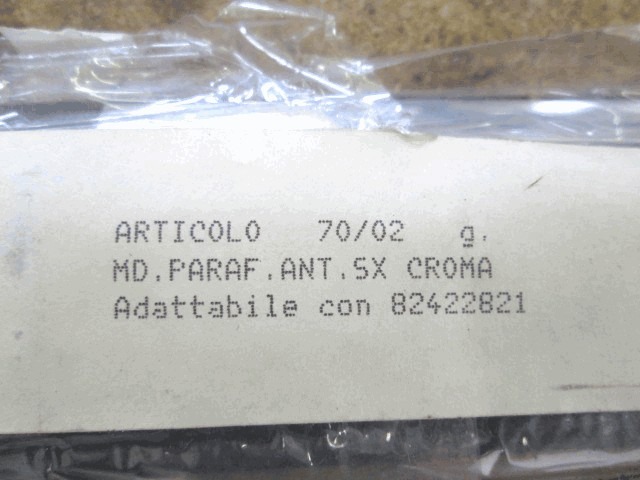 ARTICOLO 70/02 g.
MD.PARAF.ANT.SX CROMA
Adattabile con 82422821